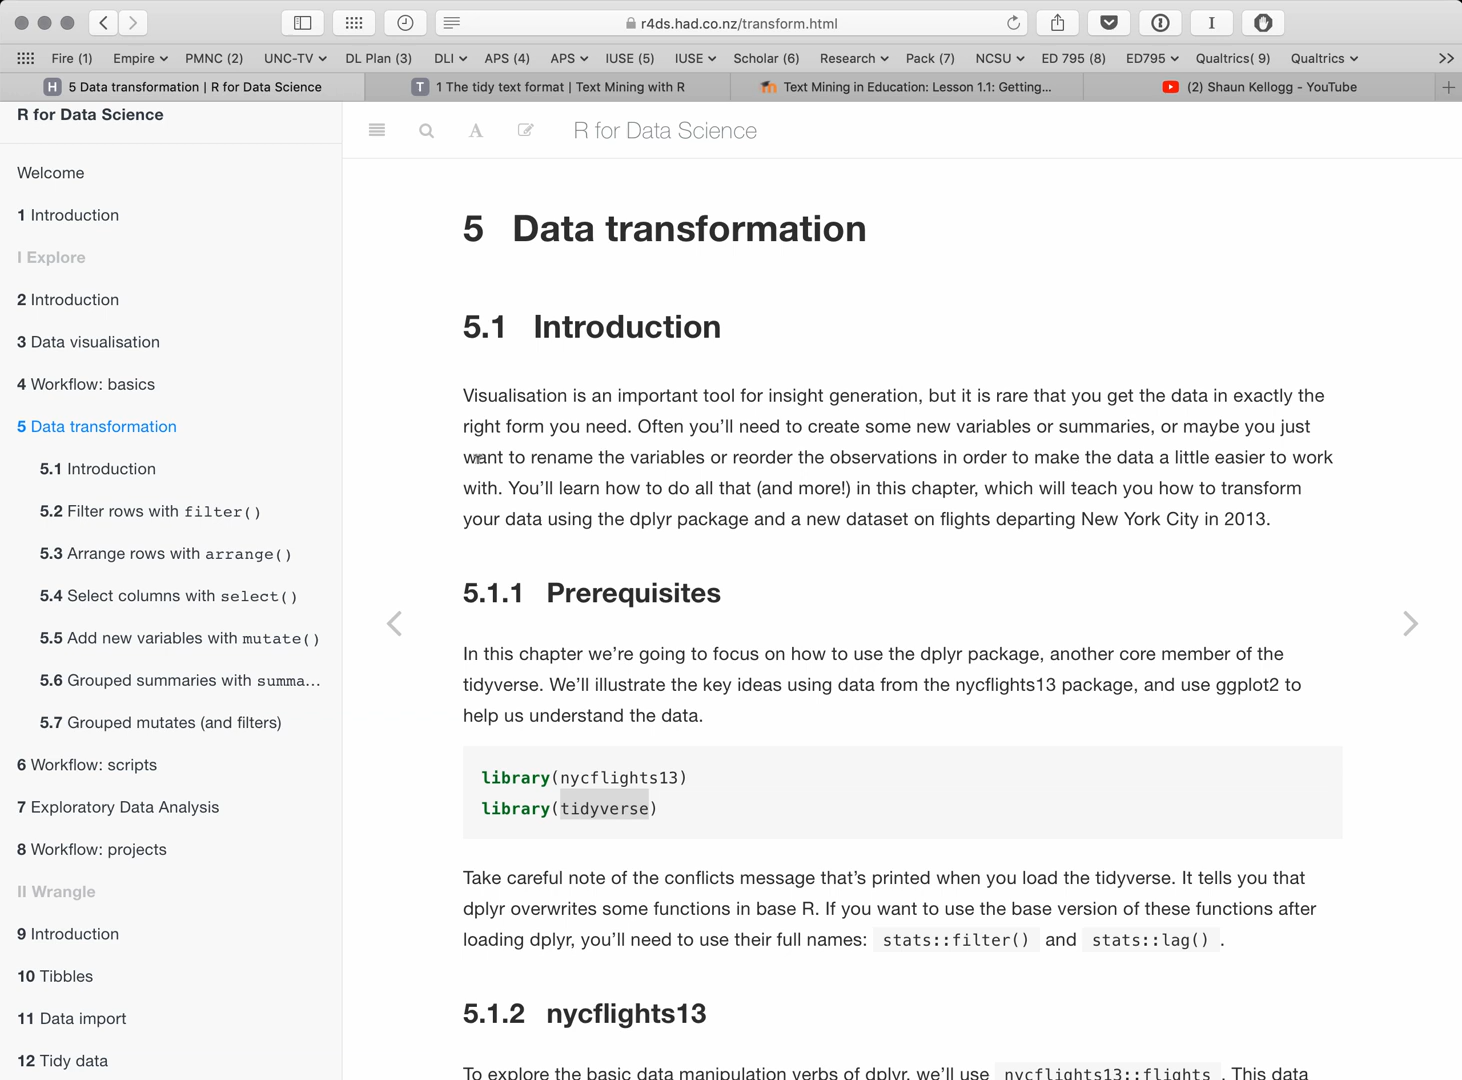 r4ds.had.co.nz/transform.html
Fire (1) Empire PMNC (2) UNC-TV DL Plan (3) DLI APS (4) APS IUSE (5) IUSE Scholar (6) Research Pack (7) NCSU ED 795 (8) ED795 Qualtrics( 9) Qualtrics
H 5 Data transformation | R for Data Science T 1 The tidy text format | Text Mining with R Text Mining in Education: Lesson 1.1: Getting... (2) Shaun Kellogg - YouTube
R for Data Science
Welcome
1 Introduction
I Explore
2 Introduction
3 Data visualisation
4 Workflow: basics
5 Data transformation
5.1 Introduction
5.2 Filter rows with filter()
5.3 Arrange rows with arrange()
5.4 Select columns with select()
5.5 Add new variables with mutate()
5.6 Grouped summaries with summa...
5.7 Grouped mutates (and filters)
6 Workflow: scripts
7 Exploratory Data Analysis
8 Workflow: projects
II Wrangle
9 Introduction
10 Tibbles
11 Data import
12 Tidy data
A R for Data Science
5 Data transformation
5.1 Introduction
Visualisation is an important tool for insight generation, but it is rare that you get the data in exactly the
right form you need. Often you'll need to create some new variables or summaries, or maybe you just
want to rename the variables or reorder the observations in order to make the data a little easier to work
with. You'll learn how to do all that (and more!) in this chapter, which will teach you how to transform
your data using the dplyr package and a new dataset on flights departing New York City in 2013.
5.1.1 Prerequisites
In this chapter we're going to focus on how to use the dplyr package, another core member of the
tidyverse. We'll illustrate the key ideas using data from the nycflights13 package, and use ggplot2 to
help us understand the data.
library(nycflights13)
library(tidyverse)
Take careful note of the conflicts message that's printed when you load the tidyverse. It tells you that
dplyr overwrites some functions in base R. If you want to use the base version of these functions after
loading dplyr, you'll need to use their full names: stats::filter() and stats::lag() .
5.1.2 nycflights13
To explore the basic data manipulation verbs of dplyr, we'll use nycflights13::flights . This data